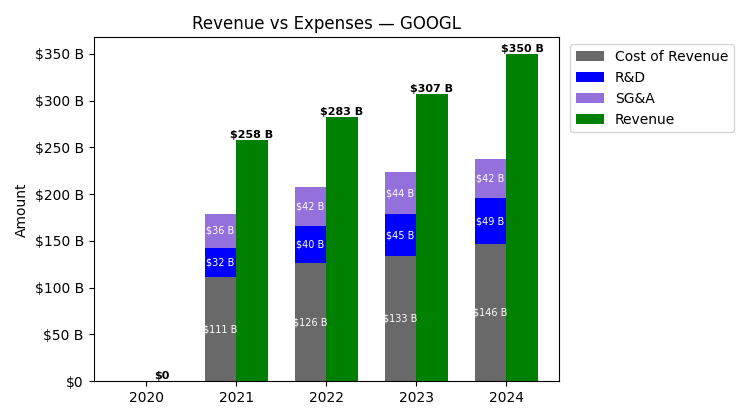 Revenue vs Expenses — GOOGL
Cost of Revenue
R&D
SG&A
Revenue
Amount
$350 B
$300 B
$250 B
$200 B
$150 B
$100 B
$50 B
$0
$0
$258 B
$36 B
$32 B
$111 B
$283 B
$42 B
$40 B
$126 B
$307 B
$44 B
$45 B
$133 B
$350 B
$42 B
$49 B
$146 B
2020 2021 2022 2023 2024